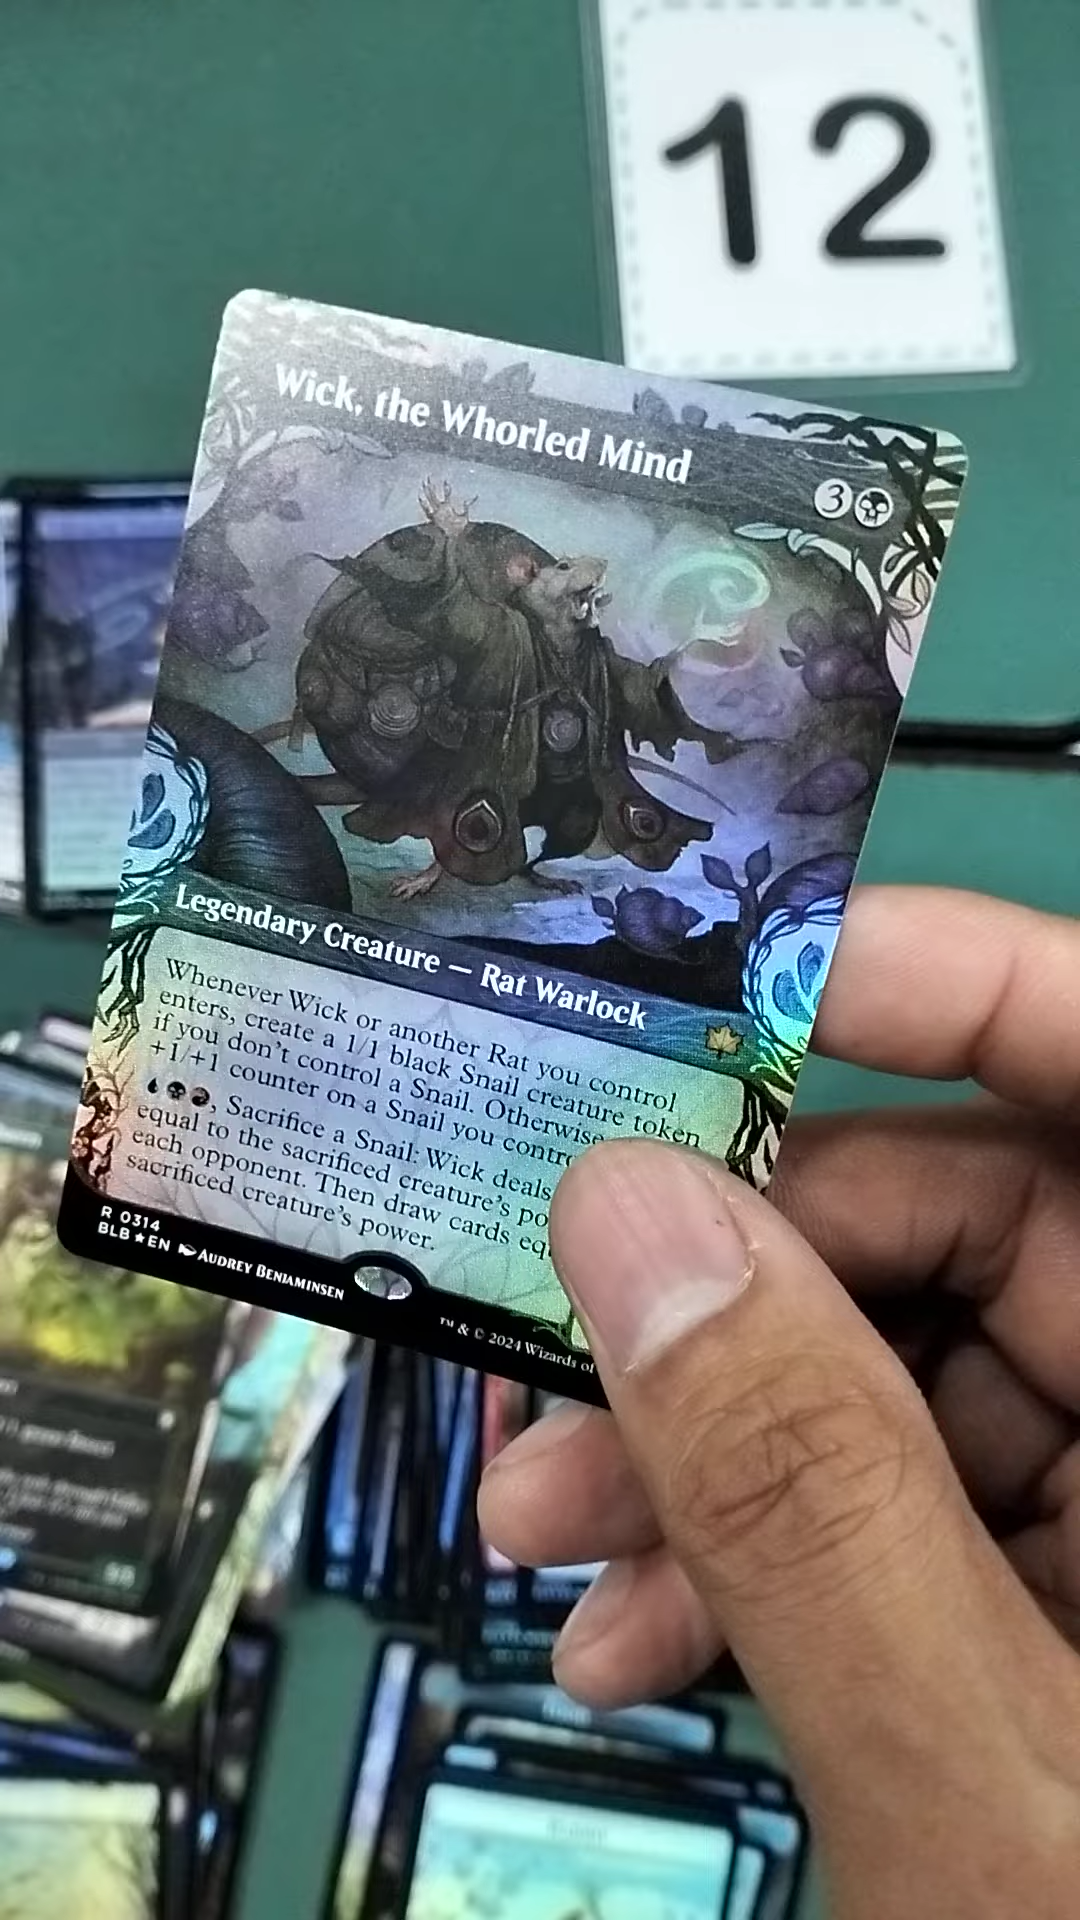 12
Wick, the Whorled Mind
3
Legendary Creature — Rat Warlock
Whenever Wick or another Rat you control
enters, create a 1/1 black Snail creature token
if you don't control a Snail. Otherwise
+1/+1 counter on a Snail you
, Sacrifice a Snail: Wick deals
equal to the sacrificed creature's
each opponent. Then draw cards
sacrificed creature's power.
R 0314
BLB★EN AUDREY BENJAMINSEN
™ & © 2024 Wizards of